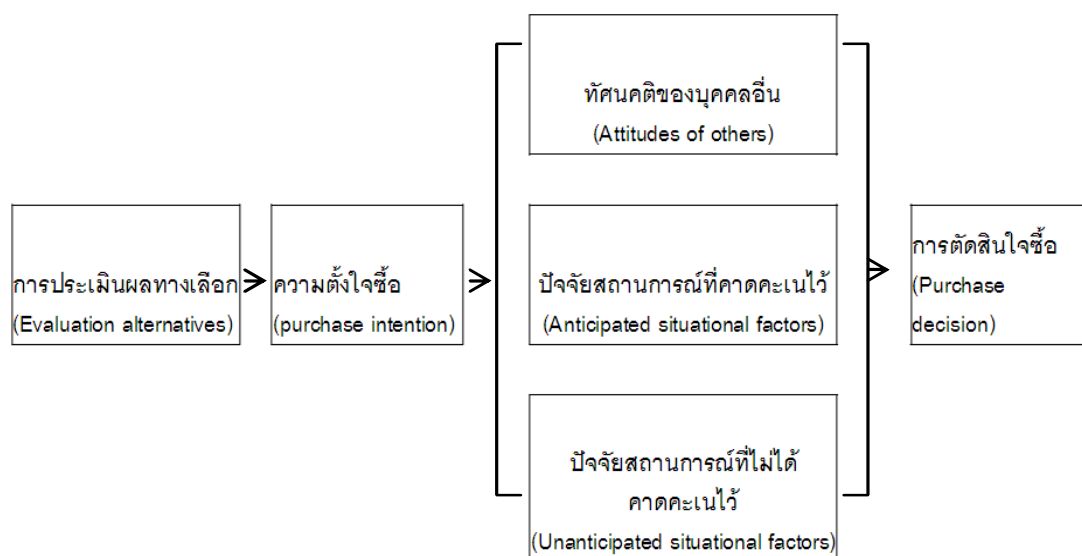 ทัศนคติของบุคคลอื่น
(Attitudes of others)
การประเมินผลทางเลือก
(Evaluation alternatives)
ความตั้งใจซื้อ
(purchase intention)
ปัจจัยสถานการณ์ที่คาดคะเนไว้
(Anticipated situational factors)
การตัดสินใจซื้อ
(Purchase
decision)
ปัจจัยสถานการณ์ที่ไม่ได้
คาดคะเนไว้
(Unanticipated situational factors)